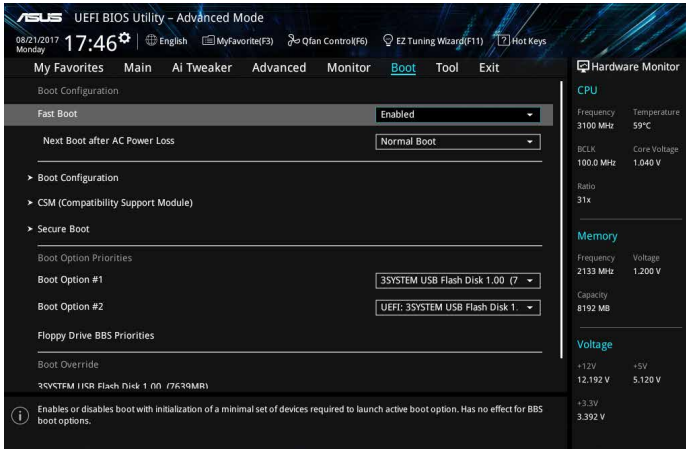 ASUS UEFI BIOS Utility – Advanced Mode
08/21/2017 Monday 17:46 English MyFavorite(F3) Qfan Control(F6) EZ Tuning Wizard(F11) ? Hot Keys
My Favorites Main Ai Tweaker Advanced Monitor Boot Tool Exit
Boot Configuration
Fast Boot Enabled
Next Boot after AC Power Loss Normal Boot
> Boot Configuration
> CSM (Compatibility Support Module)
> Secure Boot
Boot Option Priorities
Boot Option #1 3SYSTEM USB Flash Disk 1.00 (7
Boot Option #2 UEFI: 3SYSTEM USB Flash Disk 1.
Floppy Drive BBS Priorities
Boot Override
3SYSTEM USB Flash Disk 1.00 (7639MB)
Enables or disables boot with initialization of a minimal set of devices required to launch active boot option. Has no effect for BBS
boot options.
Hardware Monitor
CPU
Frequency Temperature
3100 MHz 59°C
BCLK Core Voltage
100.0 MHz 1.040 V
Ratio
31x
Memory
Frequency Voltage
2133 MHz 1.200 V
Capacity
8192 MB
Voltage
+12V +5V
12.192 V 5.120 V
+3.3V
3.392 V